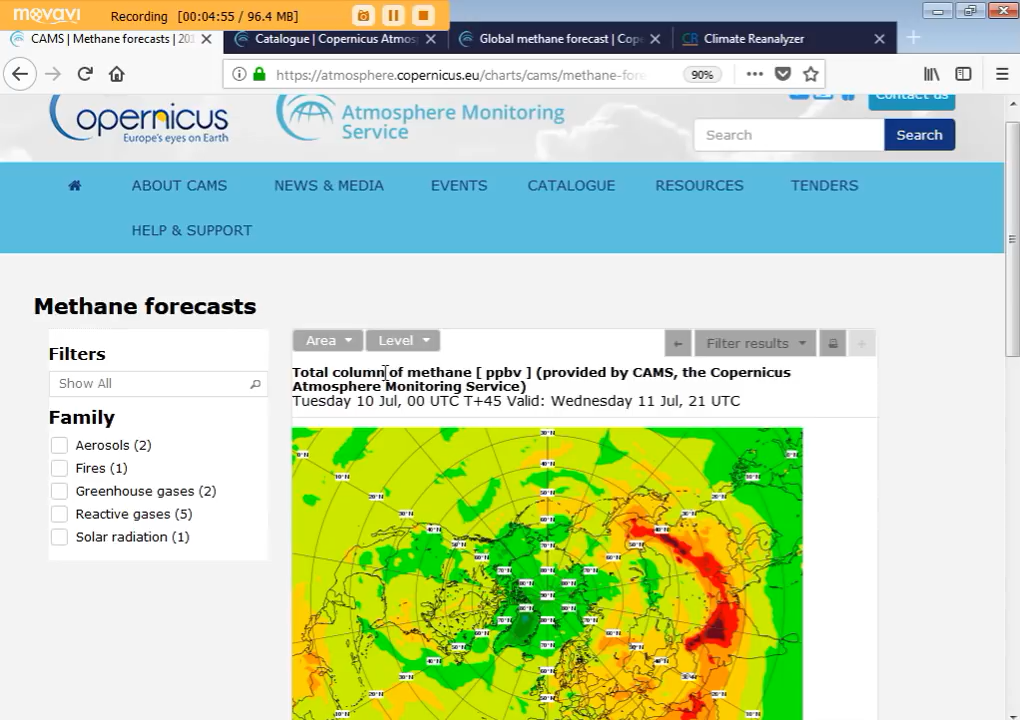 movavi Recording [00:04:55 / 96.4 MB]
CAMS | Methane forecasts | 201
Catalogue | Copernicus Atmos
Global methane forecast | Cope
CR Climate Reanalyzer
https://atmosphere.copernicus.eu/charts/cams/methane-fore
90%
opernicus
Europe's eyes on Earth
Atmosphere Monitoring
Service
Contact us
Search
Search
ABOUT CAMS
NEWS & MEDIA
EVENTS
CATALOGUE
RESOURCES
TENDERS
HELP & SUPPORT
Methane forecasts
Filters
Show All
Family
Aerosols (2)
Fires (1)
Greenhouse gases (2)
Reactive gases (5)
Solar radiation (1)
Area
Level
Filter results
Total column of methane [ ppbv ] (provided by CAMS, the Copernicus
Atmosphere Monitoring Service)
Tuesday 10 Jul, 00 UTC T+45 Valid: Wednesday 11 Jul, 21 UTC